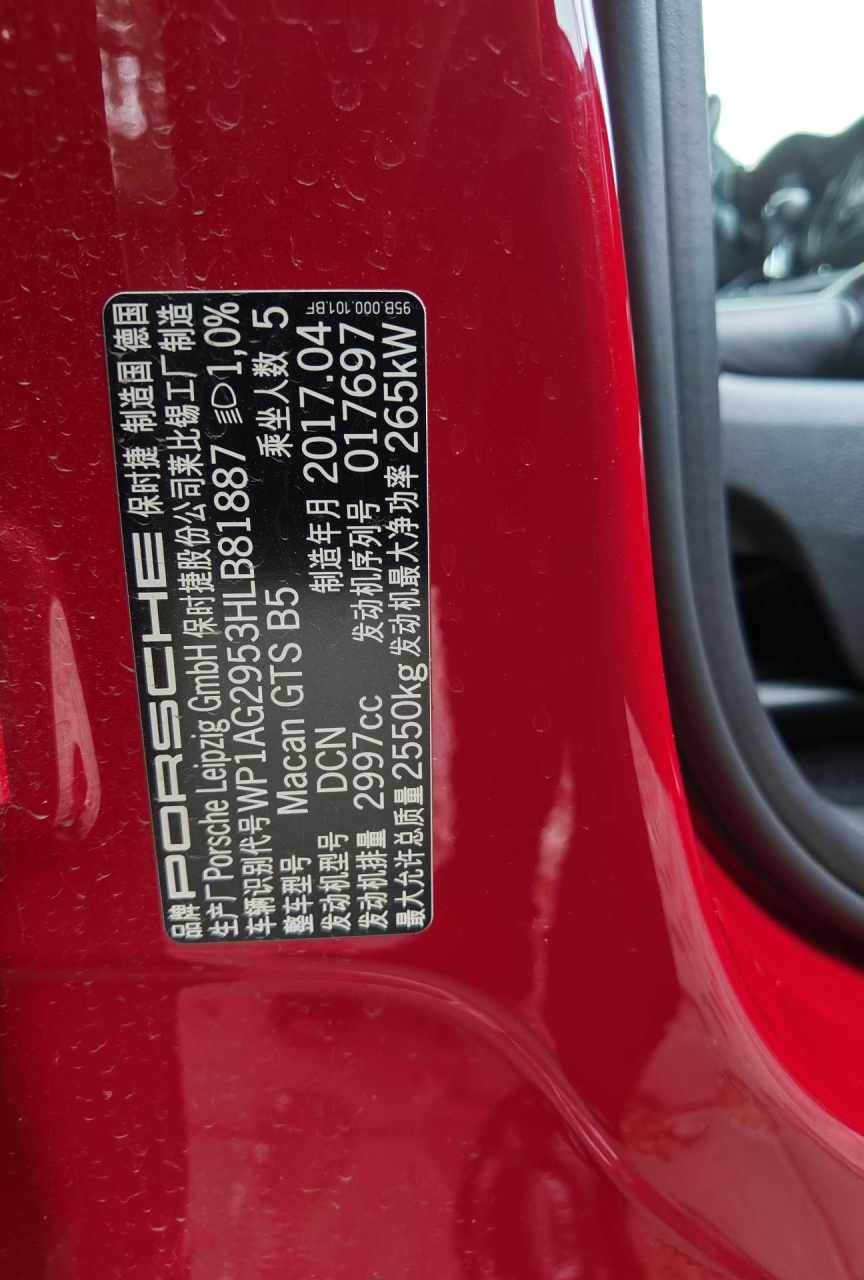 品牌 PORSCHE 保时捷 制造国 德国
生产厂 Porsche Leipzig GmbH 保时捷股份公司莱比锡工厂 制造
车辆识别代号 WP1AG2953HLB81887 1,0%
整车型号 Macan GTS B5 乘坐人数 5
发动机型号 DCN 制造年月 2017.04
发动机排量 2997cc 发动机序列号 017697
最大允许总质量 2550kg 发动机最大净功率 265kW
95B.000.101.BF